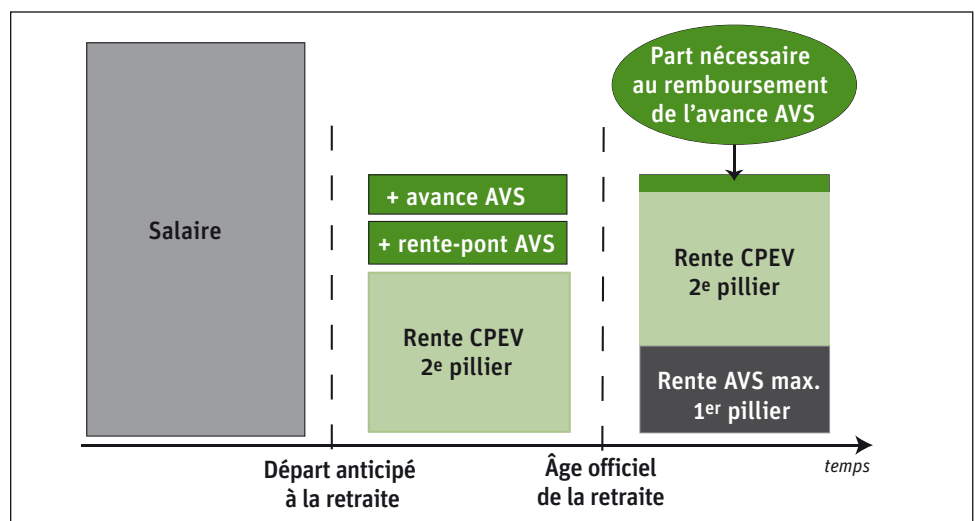 Part nécessaire
au remboursement
de l'avance AVS
Salaire
+ avance AVS
+ rente-pont AVS
Rente CPEV
2e pillier
Rente CPEV
2e pillier
Rente AVS max.
1er pillier
Départ anticipé
à la retraite
Âge officiel
de la retraite
temps